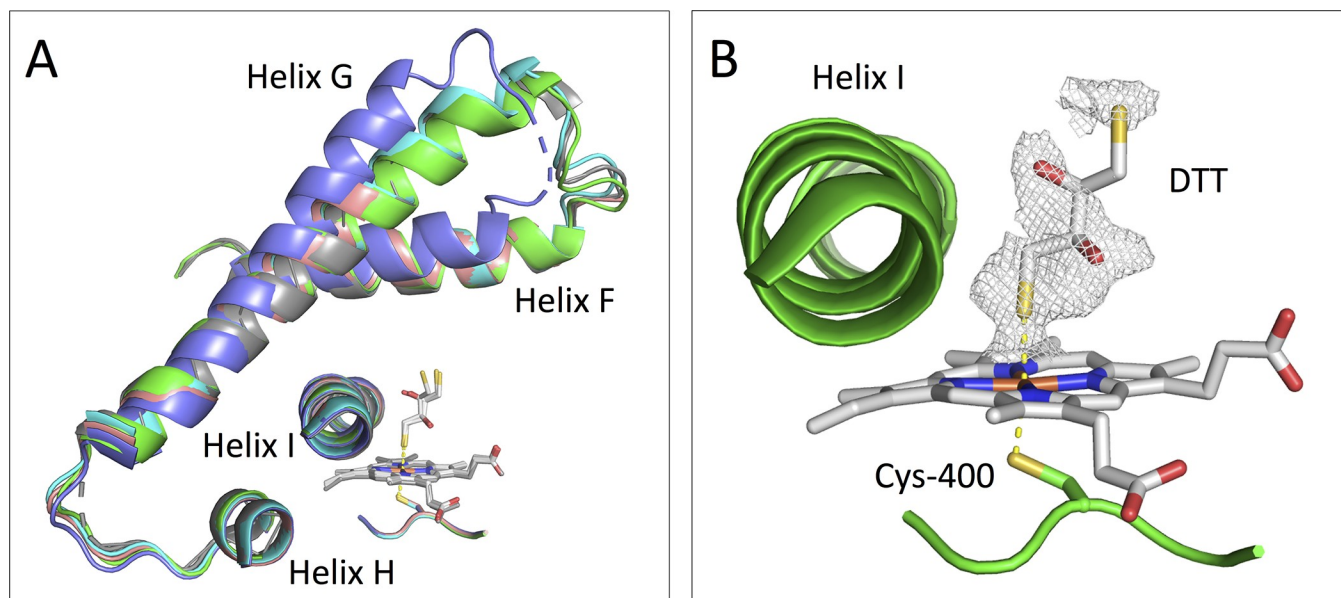 A
Helix G
Helix F
Helix I
Helix H
B
Helix I
DTT
Cys-400